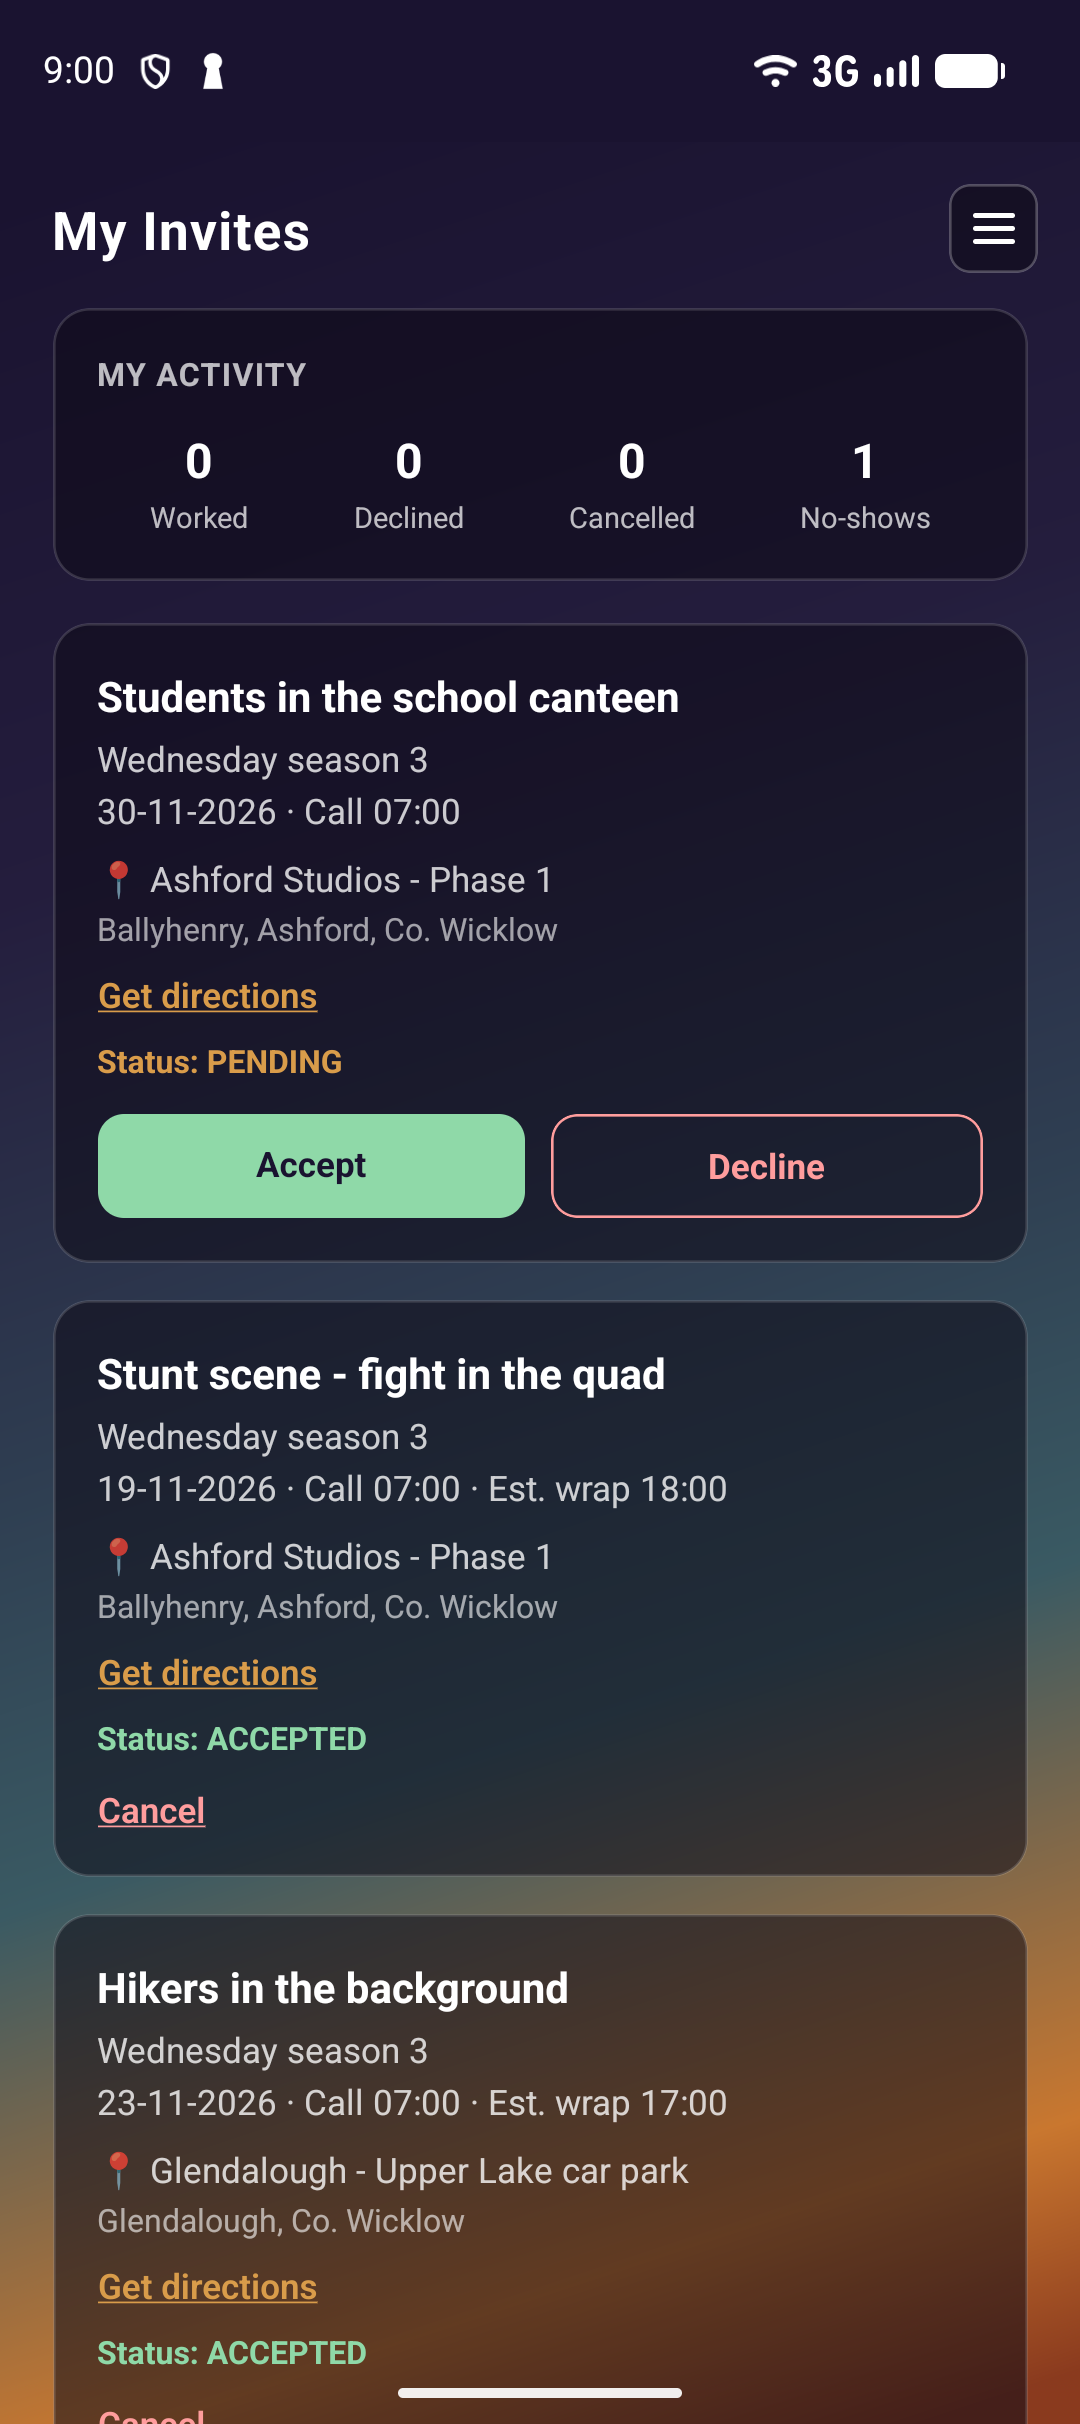 9:00 3G
My Invites
MY ACTIVITY
0 0 0 1
Worked Declined Cancelled No-shows
Students in the school canteen
Wednesday season 3
30-11-2026 · Call 07:00
📍 Ashford Studios - Phase 1
Ballyhenry, Ashford, Co. Wicklow
Get directions
Status: PENDING
Accept Decline
Stunt scene - fight in the quad
Wednesday season 3
19-11-2026 · Call 07:00 · Est. wrap 18:00
📍 Ashford Studios - Phase 1
Ballyhenry, Ashford, Co. Wicklow
Get directions
Status: ACCEPTED
Cancel
Hikers in the background
Wednesday season 3
23-11-2026 · Call 07:00 · Est. wrap 17:00
📍 Glendalough - Upper Lake car park
Glendalough, Co. Wicklow
Get directions
Status: ACCEPTED
Cancel